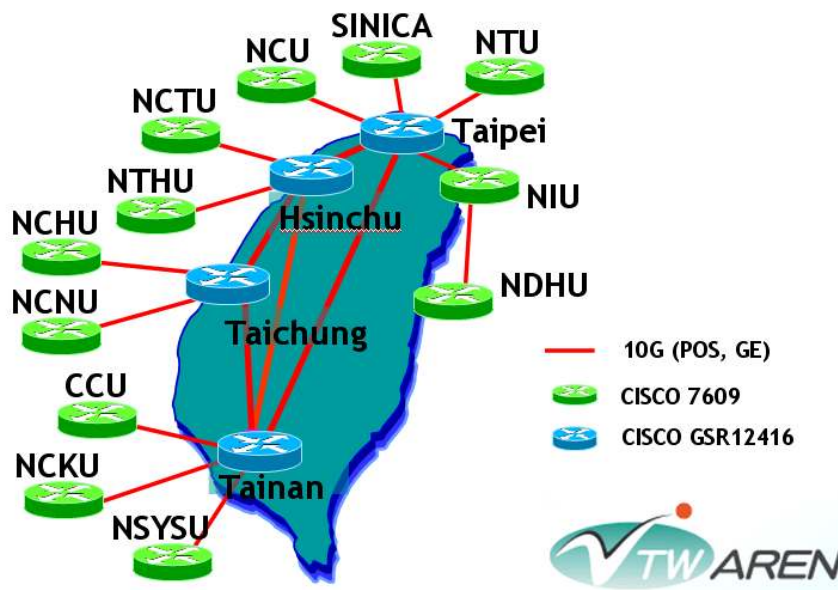 SINICA
NCU
NTU
NCTU
Taipei
NTHU
NIU
Hsinchu
NCHU
NDHU
NCNU
Taichung
10G (POS, GE)
CCU
CISCO 7609
CISCO GSR12416
NCKU
Tainan
NSYSU
TWAREN